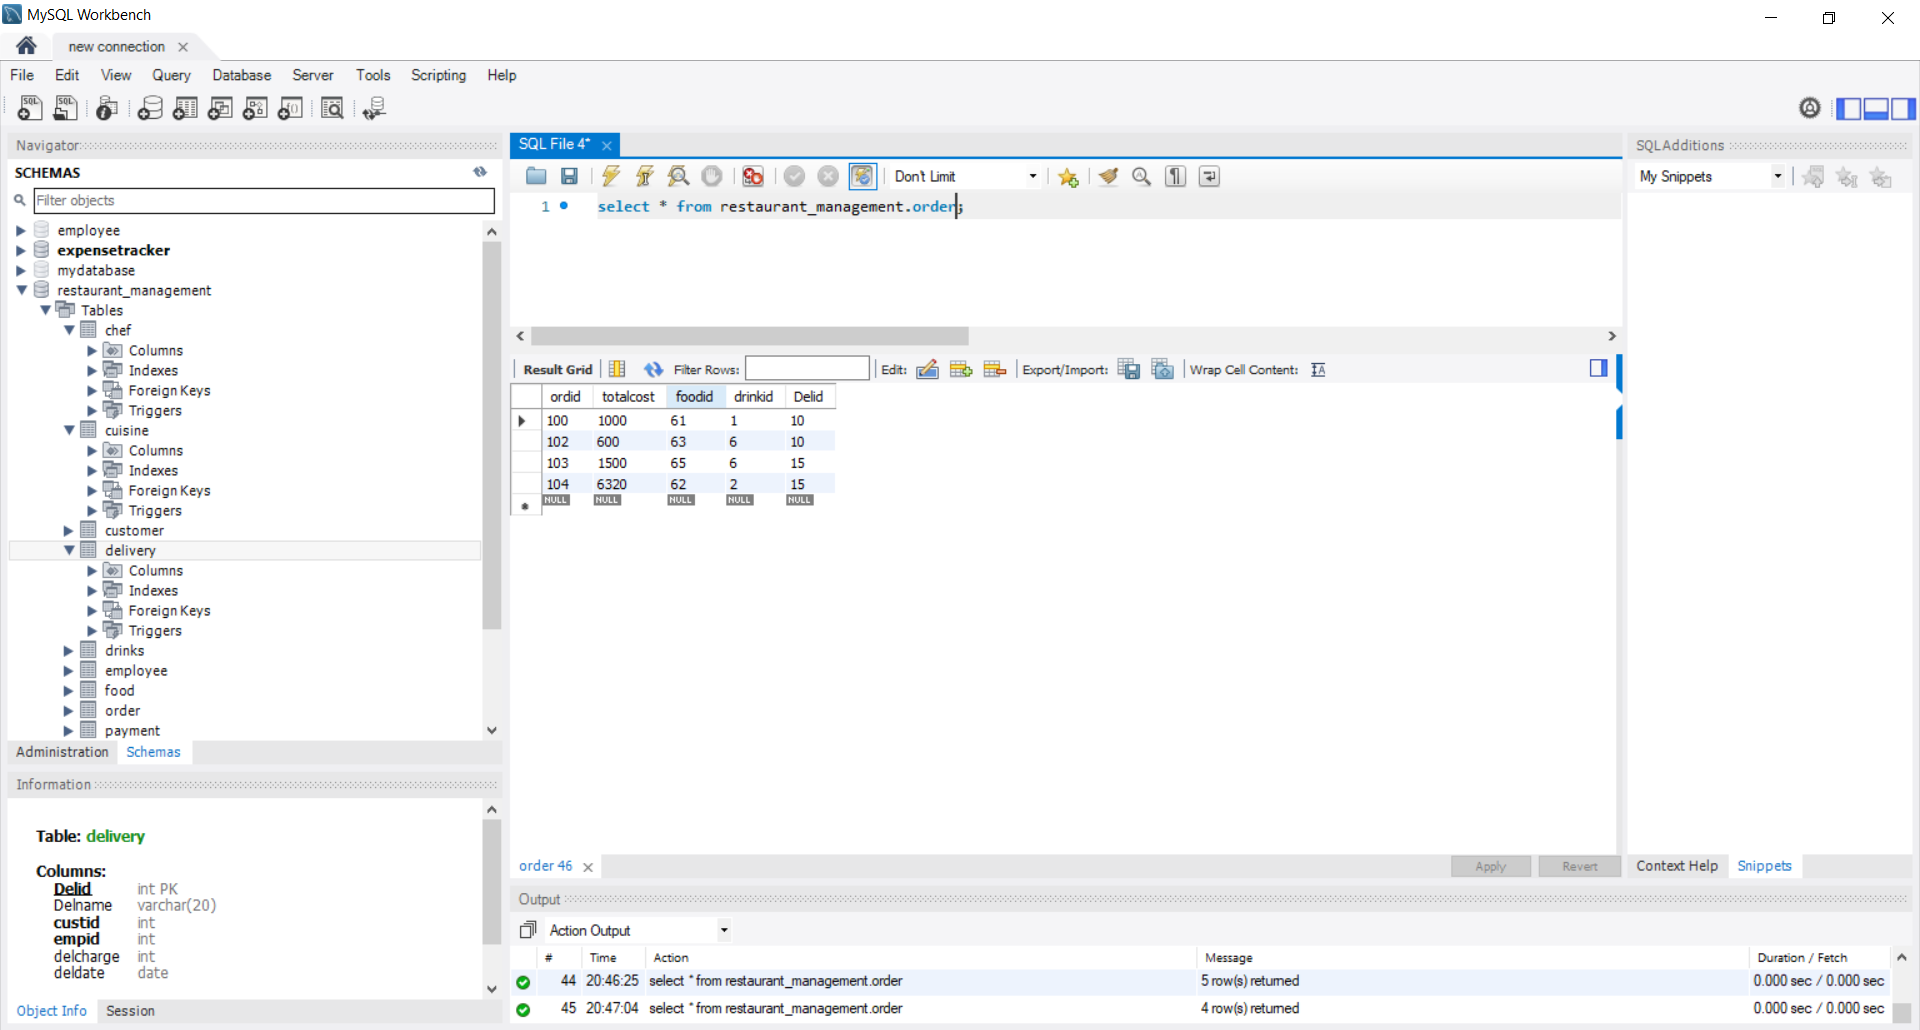 MySQL Workbench
new connection
File Edit View Query Database Server Tools Scripting Help
Navigator
SCHEMAS
Filter objects
employee
expensetracker
mydatabase
restaurant_management
Tables
chef
Columns
Indexes
Foreign Keys
Triggers
cuisine
Columns
Indexes
Foreign Keys
Triggers
customer
delivery
Columns
Indexes
Foreign Keys
Triggers
drinks
employee
food
order
payment
Administration Schemas
Information
Table: delivery
Columns:
Delid int PK
Delname varchar(20)
custid int
empid int
delcharge int
deldate date
Object Info Session
SQL File 4*
Don't Limit
1 select * from restaurant_management.order;
Result Grid Filter Rows: Edit: Export/Import: Wrap Cell Content: IA
ordid totalcost foodid drinkid Delid
100 1000 61 1 10
102 600 63 6 10
103 1500 65 6 15
104 6320 62 2 15
NULL NULL NULL NULL NULL
order 46 Apply Revert
Output
Action Output
# Time Action Message Duration / Fetch
44 20:46:25 select * from restaurant_management.order 5 row(s) returned 0.000 sec / 0.000 sec
45 20:47:04 select * from restaurant_management.order 4 row(s) returned 0.000 sec / 0.000 sec
SQLAdditions
My Snippets
Context Help Snippets